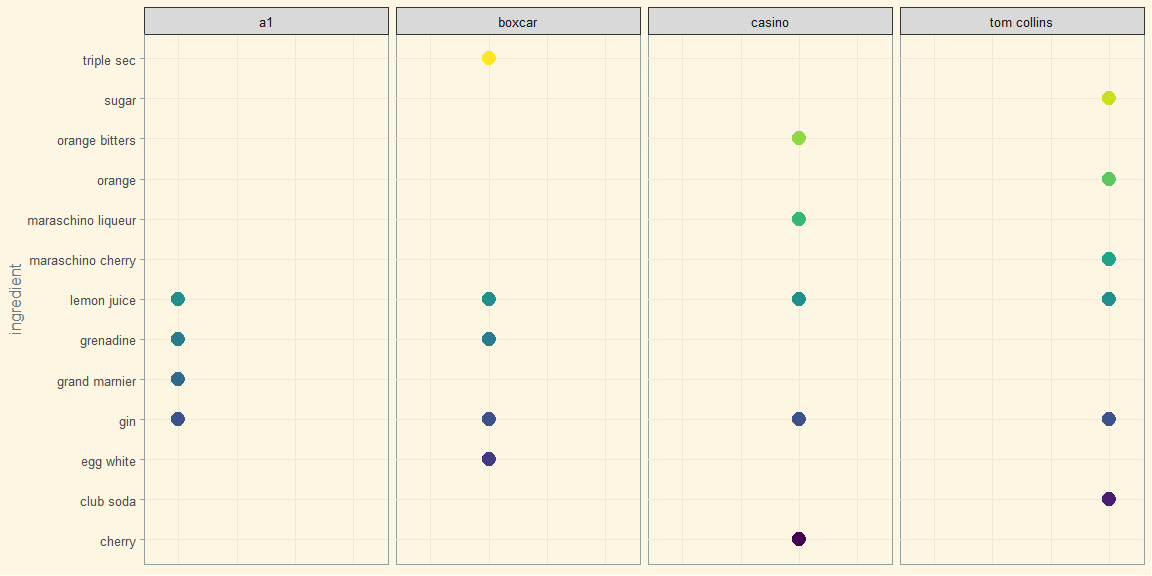 a1
boxcar
casino
tom collins
ingredient
triple sec
sugar
orange bitters
orange
maraschino liqueur
maraschino cherry
lemon juice
grenadine
grand marnier
gin
egg white
club soda
cherry